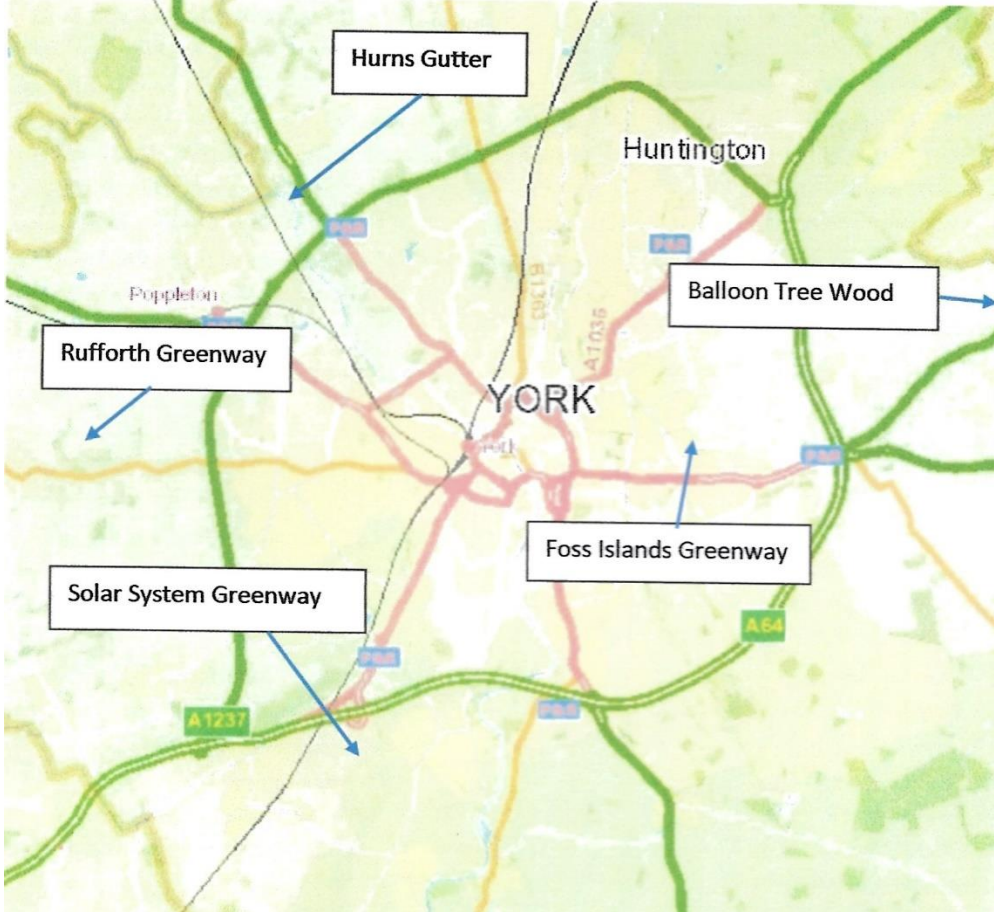 Hurns Gutter
Huntington
P&R
P&R
Balloon Tree Wood
Poppleton
B1363
Rufforth Greenway
A1036
YORK
York
P&R
Foss Islands Greenway
Solar System Greenway
A64
P&R
A1237
P&R